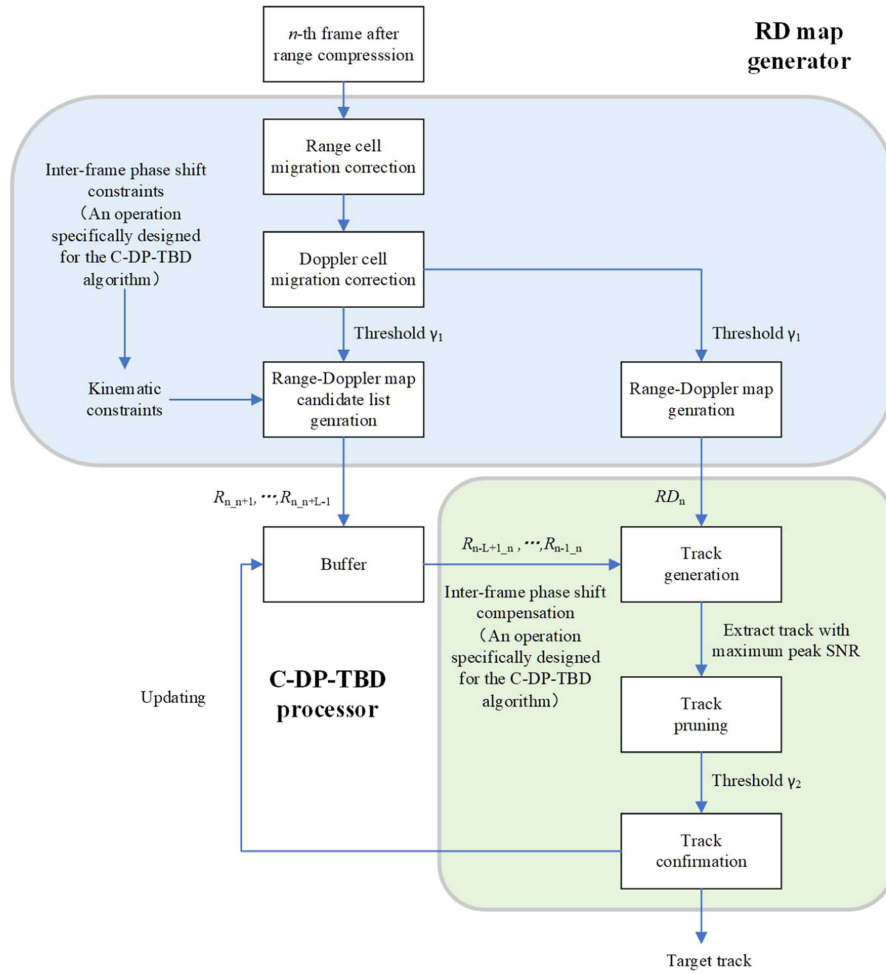 n-th frame after
range compresssion
RD map
generator
Range cell
migration correction
Inter-frame phase shift
constraints
（An operation
specifically designed
for the C-DP-TBD
algorithm）
Doppler cell
migration correction
Threshold γ1
Threshold γ1
Kinematic
constraints
Range-Doppler map
candidate list
genration
Range-Doppler map
genration
Rn_n+1,⋯,Rn_n+L-1
RDn
Buffer
Rn-L+1_n ,⋯,Rn-1_n
Track
generation
Inter-frame phase shift
compensation
（An operation
specifically designed
for the C-DP-TBD
algorithm）
Extract track with
maximum peak SNR
C-DP-TBD
processor
Updating
Track
pruning
Threshold γ2
Track
confirmation
Target track